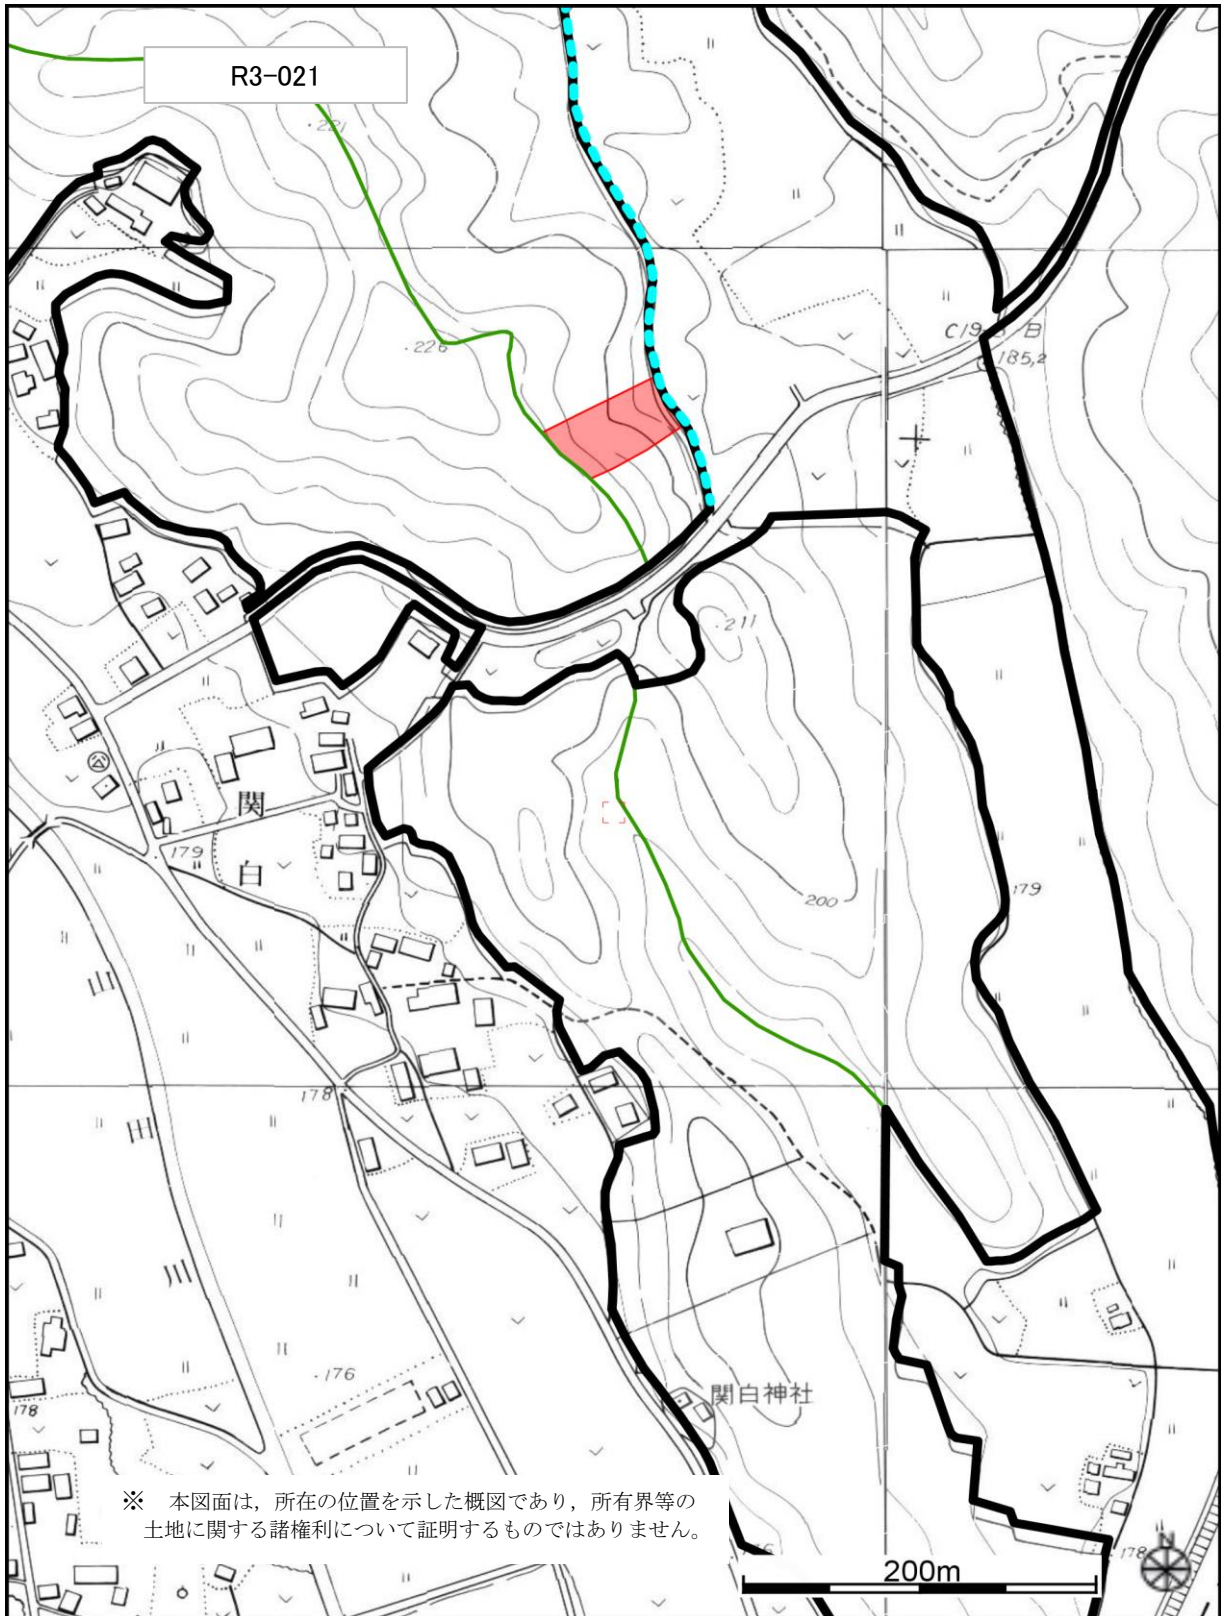 R3-021
・221
・226
C19 B
185,2
・211
関
白
179
200
179
178
・176
178
関白神社
※　本図面は，所在の位置を示した概図であり，所有界等の
土地に関する諸権利について証明するものではありません。
200m
N
・178